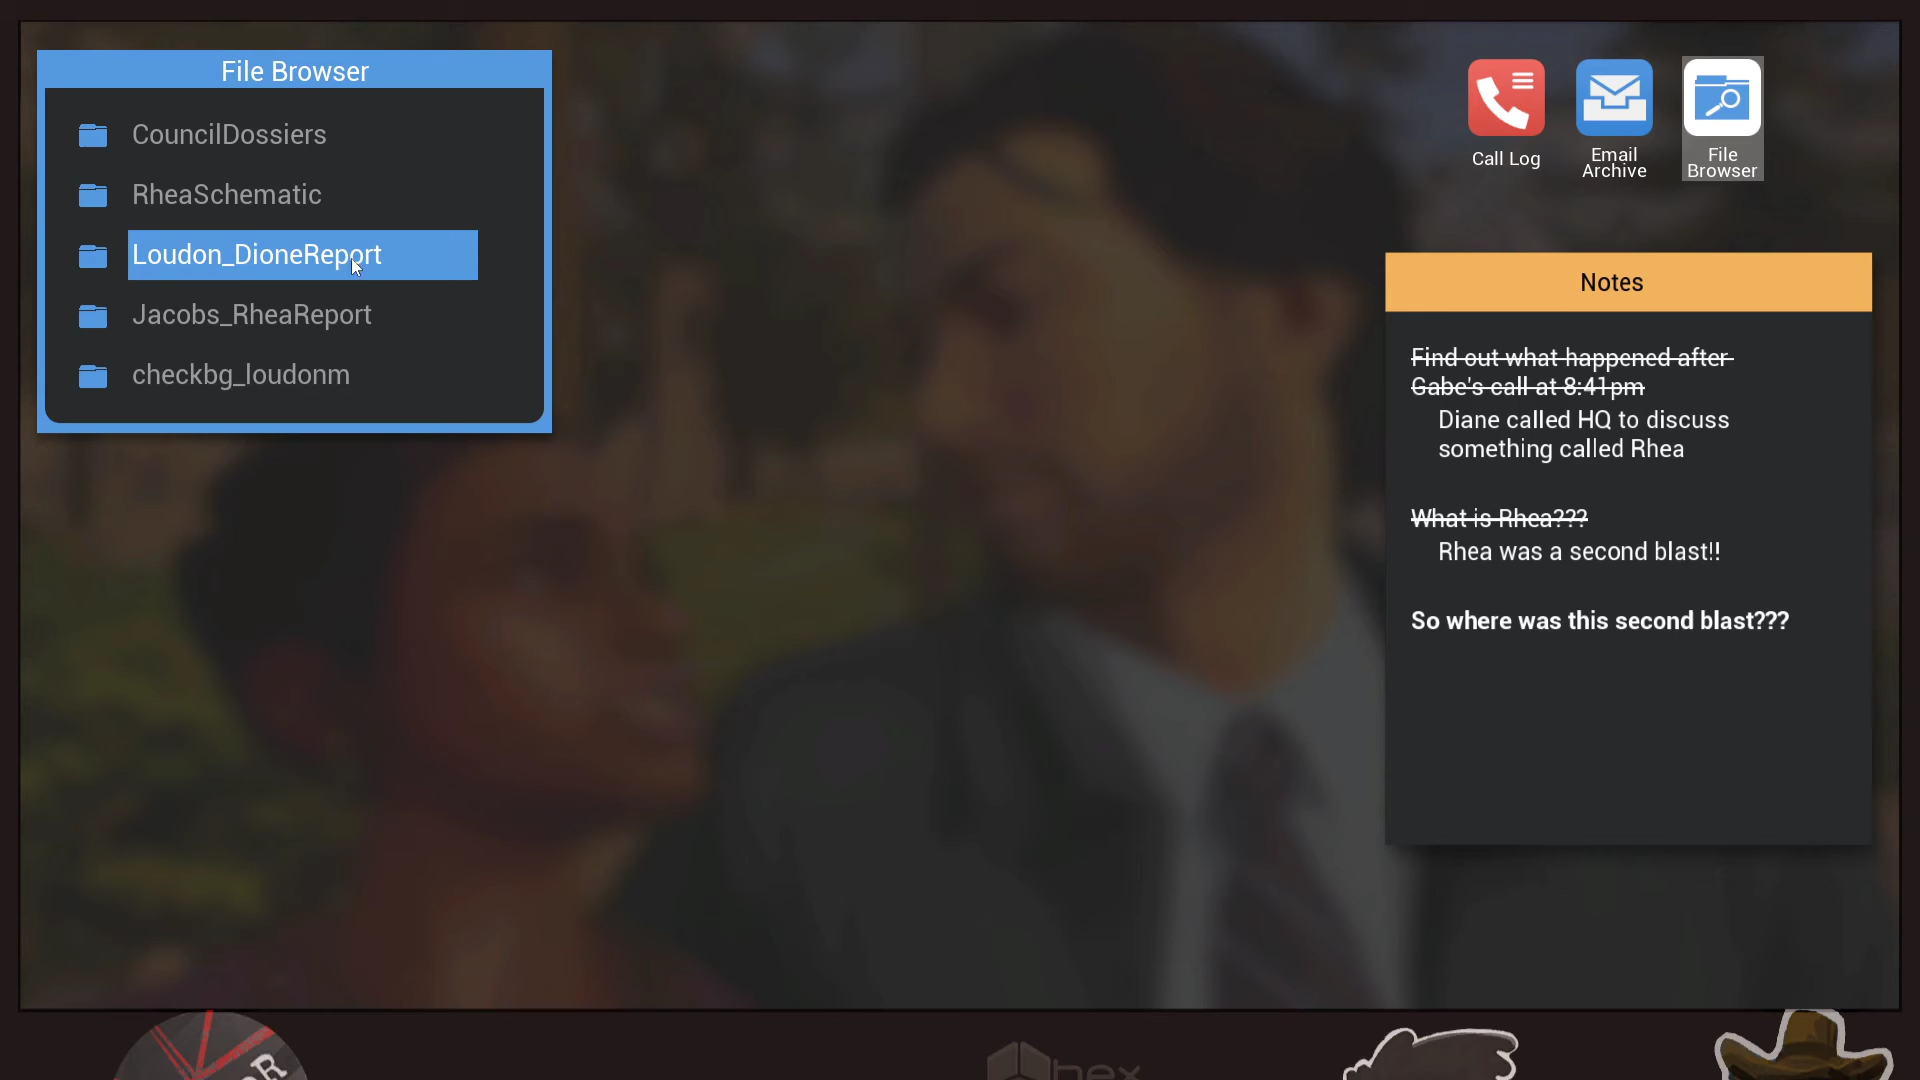 File Browser
CouncilDossiers
RheaSchematic
Loudon_DioneReport
Jacobs_RheaReport
checkbg_loudonm
Call Log
Email
Archive
File
Browser
Notes
Find out what happened after
Gabe's call at 8:41pm
Diane called HQ to discuss
something called Rhea
What is Rhea???
Rhea was a second blast!!
So where was this second blast???
hex